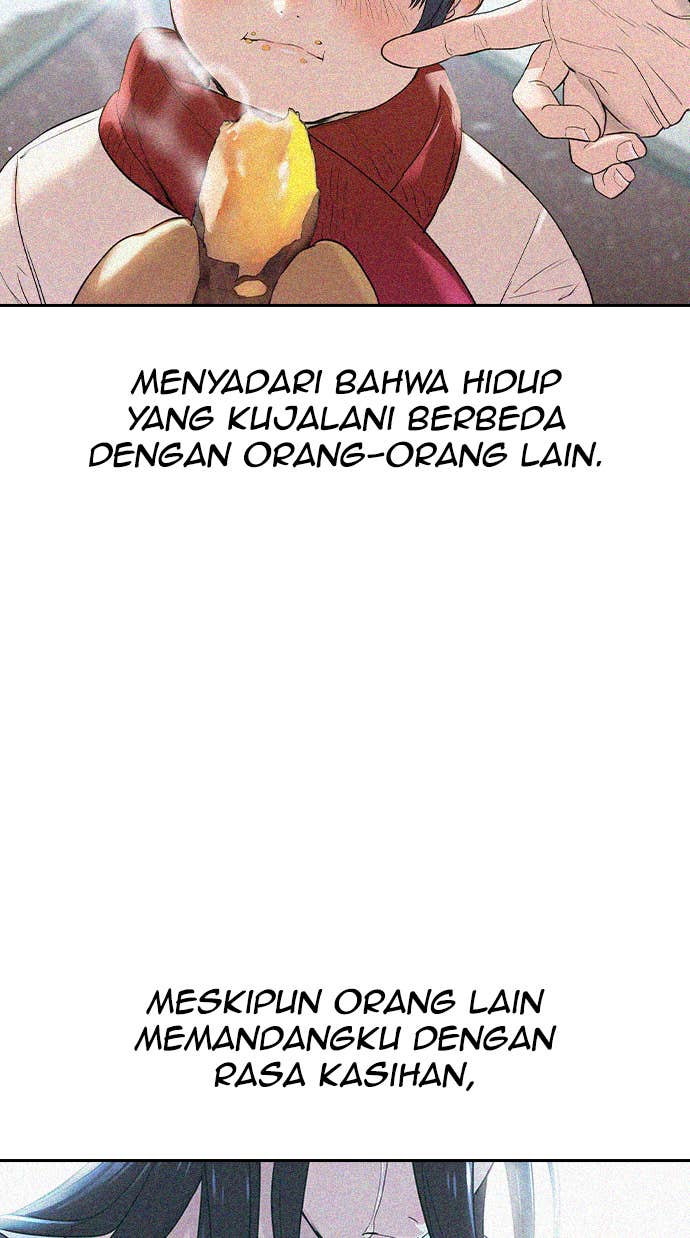 MENYADARI BAHWA HIDUP
YANG KUJALANI BERBEDA
DENGAN ORANG-ORANG LAIN.
MESKIPUN ORANG LAIN
MEMANDANGKU DENGAN
RASA KASIHAN,